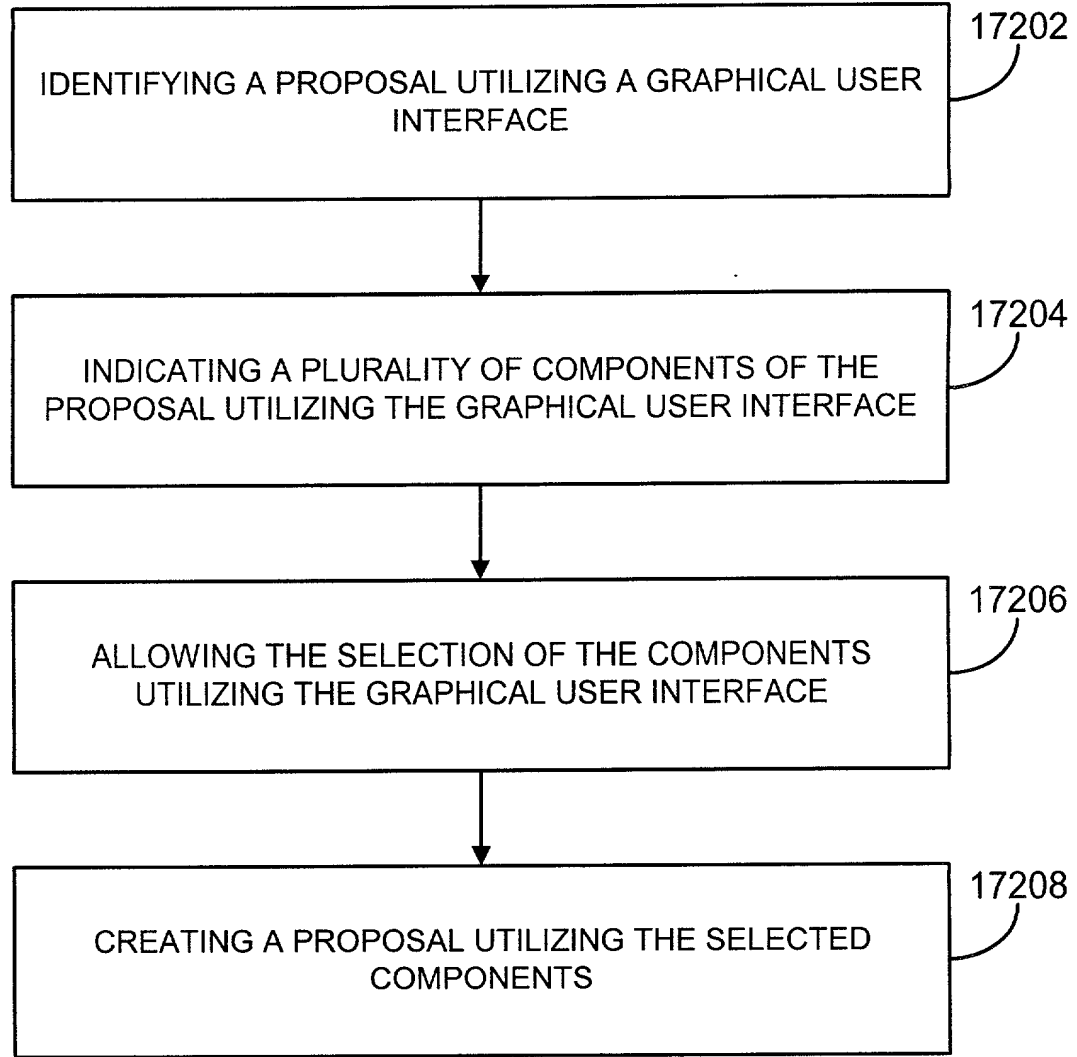 17202
IDENTIFYING A PROPOSAL UTILIZING A GRAPHICAL USER
INTERFACE
17204
INDICATING A PLURALITY OF COMPONENTS OF THE
PROPOSAL UTILIZING THE GRAPHICAL USER INTERFACE
17206
ALLOWING THE SELECTION OF THE COMPONENTS
UTILIZING THE GRAPHICAL USER INTERFACE
17208
CREATING A PROPOSAL UTILIZING THE SELECTED
COMPONENTS